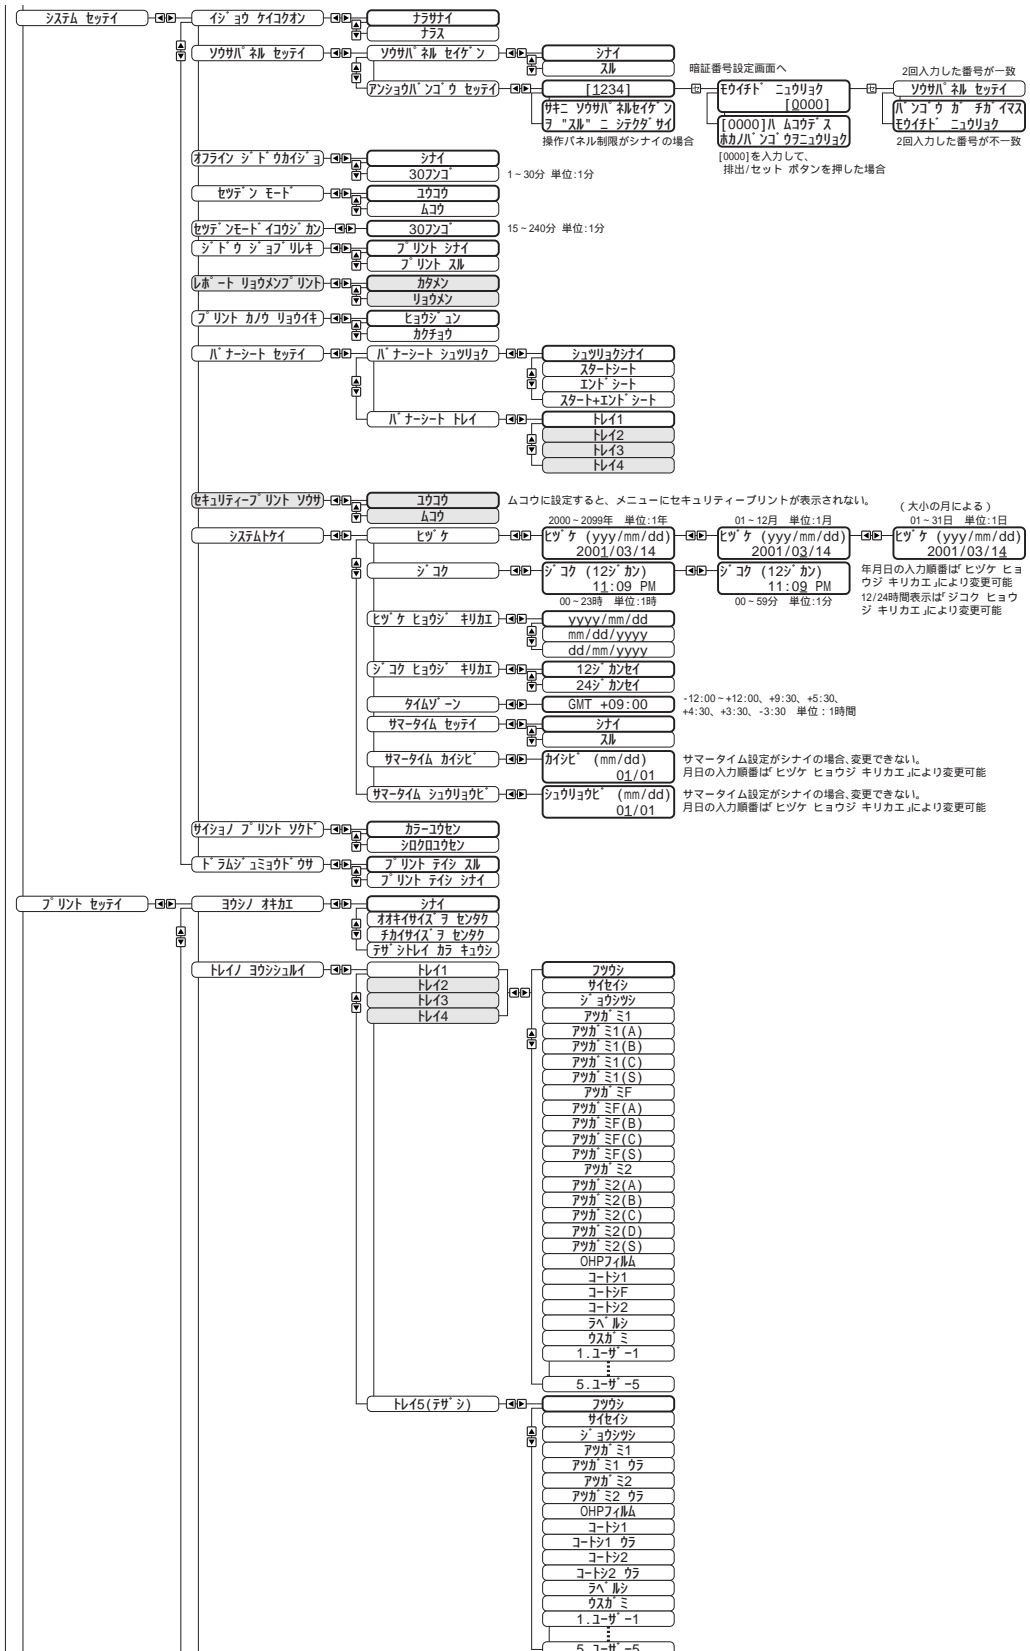 ｼｽﾃﾑ ｾｯﾃｲ
ｲｼﾞｮｳ ｹｲｺｸｵﾝ
ﾅﾗｻﾅｲ
ﾅﾗｽ
ｿｳｻﾊﾟﾈﾙ ｾｯﾃｲ
ｿｳｻﾊﾟﾈﾙ ｾｲｹﾞﾝ
ｼﾅｲ
ｽﾙ
ｱﾝｼｮｳﾊﾞﾝｺﾞｳ ｾｯﾃｲ
[1234]
ｻｷﾆ ｿｳｻﾊﾟﾈﾙｾｲｹﾞﾝ
ｦ "ｽﾙ" ﾆ ｼﾃｸﾀﾞｻｲ
操作パネル制限がシナイの場合
暗証番号設定画面へ
ﾓｳｲﾁﾄﾞ ﾆｭｳﾘｮｸ
[0000]
[0000]ﾊ ﾑｺｳﾃﾞｽ
ﾎｶﾉﾊﾞﾝｺﾞｳｦﾆｭｳﾘｮｸ
[0000]を入力して、
排出/セット ボタンを押した場合
2回入力した番号が一致
ｿｳｻﾊﾟﾈﾙ ｾｯﾃｲ
ﾊﾞﾝｺﾞｳ ｶﾞ ﾁｶﾞｲﾏｽ
ﾓｳｲﾁﾄﾞ ﾆｭｳﾘｮｸ
2回入力した番号が不一致
ｵﾌﾗｲﾝ ｼﾞﾄﾞｳｶｲｼﾞｮ
ｼﾅｲ
30ﾌﾝｺﾞ
1~30分 単位:1分
ｾﾂﾃﾞﾝ ﾓｰﾄﾞ
ﾕｳｺｳ
ﾑｺｳ
ｾﾂﾃﾞﾝﾓｰﾄﾞｲｺｳｼﾞｶﾝ
30ﾌﾝｺﾞ
15~240分 単位:1分
ｼﾞﾄﾞｳ ｼﾞｮﾌﾞﾘﾚｷ
ﾌﾟﾘﾝﾄ ｼﾅｲ
ﾌﾟﾘﾝﾄ ｽﾙ
ﾚﾎﾟｰﾄ ﾘｮｳﾒﾝﾌﾟﾘﾝﾄ
ｶﾀﾒﾝ
ﾘｮｳﾒﾝ
ﾌﾟﾘﾝﾄ ｶﾉｳ ﾘｮｳｲｷ
ﾋｮｳｼﾞｭﾝ
ｶｸﾁｮｳ
ﾊﾞﾅｰｼｰﾄ ｾｯﾃｲ
ﾊﾞﾅｰｼｰﾄ ｼｭﾂﾘｮｸ
ｼｭﾂﾘｮｸｼﾅｲ
ｽﾀｰﾄｼｰﾄ
ｴﾝﾄﾞｼｰﾄ
ｽﾀｰﾄ+ｴﾝﾄﾞｼｰﾄ
ﾊﾞﾅｰｼｰﾄ ﾄﾚｲ
ﾄﾚｲ1
ﾄﾚｲ2
ﾄﾚｲ3
ﾄﾚｲ4
ｾｷｭﾘﾃｨｰﾌﾟﾘﾝﾄ ｿｳｻ
ﾕｳｺｳ
ﾑｺｳ
ムコウに設定すると、メニューにセキュリティープリントが表示されない。
ｼｽﾃﾑﾄｹｲ
ﾋﾂﾞｹ
2000~2099年 単位:1年
ﾋﾂﾞｹ (yyy/mm/dd)
2001/03/14
01~12月 単位:1月
ﾋﾂﾞｹ (yyy/mm/dd)
2001/03/14
(大小の月による)
01~31日 単位:1日
ﾋﾂﾞｹ (yyy/mm/dd)
2001/03/14
ｼﾞｺｸ
ｼﾞｺｸ (12ｼﾞｶﾝ)
11:09 PM
00~23時 単位:1時
ｼﾞｺｸ (12ｼﾞｶﾝ)
11:09 PM
00~59分 単位:1分
年月日の入力順番は「ヒヅケ ヒョ
ウジ キリカエ」により変更可能
12/24時間表示は「ジコク ヒョウ
ジ キリカエ」により変更可能
ﾋﾂﾞｹ ﾋｮｳｼﾞ ｷﾘｶｴ
yyyy/mm/dd
mm/dd/yyyy
dd/mm/yyyy
ｼﾞｺｸ ﾋｮｳｼﾞ ｷﾘｶｴ
12ｼﾞｶﾝｾｲ
24ｼﾞｶﾝｾｲ
ﾀｲﾑｿﾞｰﾝ
GMT +09:00
-12:00~+12:00、+9:30、+5:30、
+4:30、+3:30、-3:30 単位：1時間
ｻﾏｰﾀｲﾑ ｾｯﾃｲ
ｼﾅｲ
ｽﾙ
ｻﾏｰﾀｲﾑ ｶｲｼﾋﾞ
ｶｲｼﾋﾞ (mm/dd)
01/01
サマータイム設定がシナイの場合、変更できない。
月日の入力順番は「ヒヅケ ヒョウジ キリカエ」により変更可能
ｻﾏｰﾀｲﾑ ｼｭｳﾘｮｳﾋﾞ
ｼｭｳﾘｮｳﾋﾞ (mm/dd)
01/01
サマータイム設定がシナイの場合、変更できない。
月日の入力順番は「ヒヅケ ヒョウジ キリカエ」により変更可能
ｻｲｼｮﾉ ﾌﾟﾘﾝﾄ ｿｸﾄﾞ
ｶﾗｰﾕｳｾﾝ
ｼﾛｸﾛﾕｳｾﾝ
ﾄﾞﾗﾑｼﾞｭﾐｮｳﾄﾞｳｻ
ﾌﾟﾘﾝﾄ ﾃｲｼ ｽﾙ
ﾌﾟﾘﾝﾄ ﾃｲｼ ｼﾅｲ
ﾌﾟﾘﾝﾄ ｾｯﾃｲ
ﾖｳｼﾉ ｵｷｶｴ
ｼﾅｲ
ｵｵｷｲｻｲｽﾞｦ ｾﾝﾀｸ
ﾁｶｲｻｲｽﾞｦ ｾﾝﾀｸ
ﾃｻﾞｼﾄﾚｲ ｶﾗ ｷｭｳｼ
ﾄﾚｲﾉ ﾖｳｼｼｭﾙｲ
ﾄﾚｲ1
ﾄﾚｲ2
ﾄﾚｲ3
ﾄﾚｲ4
ﾌﾂｳｼ
ｻｲｾｲｼ
ｼﾞｮｳｼﾂｼ
ｱﾂｶﾞﾐ1
ｱﾂｶﾞﾐ1(A)
ｱﾂｶﾞﾐ1(B)
ｱﾂｶﾞﾐ1(C)
ｱﾂｶﾞﾐ1(S)
ｱﾂｶﾞﾐF
ｱﾂｶﾞﾐF(A)
ｱﾂｶﾞﾐF(B)
ｱﾂｶﾞﾐF(C)
ｱﾂｶﾞﾐF(S)
ｱﾂｶﾞﾐ2
ｱﾂｶﾞﾐ2(A)
ｱﾂｶﾞﾐ2(B)
ｱﾂｶﾞﾐ2(C)
ｱﾂｶﾞﾐ2(D)
ｱﾂｶﾞﾐ2(S)
OHPﾌｨﾙﾑ
ｺｰﾄｼ1
ｺｰﾄｼF
ｺｰﾄｼ2
ﾗﾍﾞﾙｼ
ｳｽｶﾞﾐ
1.ﾕｰｻﾞｰ1
5.ﾕｰｻﾞｰ5
ﾄﾚｲ5(ﾃｻﾞｼ)
ﾌﾂｳｼ
ｻｲｾｲｼ
ｼﾞｮｳｼﾂｼ
ｱﾂｶﾞﾐ1
ｱﾂｶﾞﾐ1 ｳﾗ
ｱﾂｶﾞﾐ2
ｱﾂｶﾞﾐ2 ｳﾗ
OHPﾌｨﾙﾑ
ｺｰﾄｼ1
ｺｰﾄｼ1 ｳﾗ
ｺｰﾄｼ2
ｺｰﾄｼ2 ｳﾗ
ﾗﾍﾞﾙｼ
ｳｽｶﾞﾐ
1.ﾕｰｻﾞｰ1
5.ﾕｰｻﾞｰ5